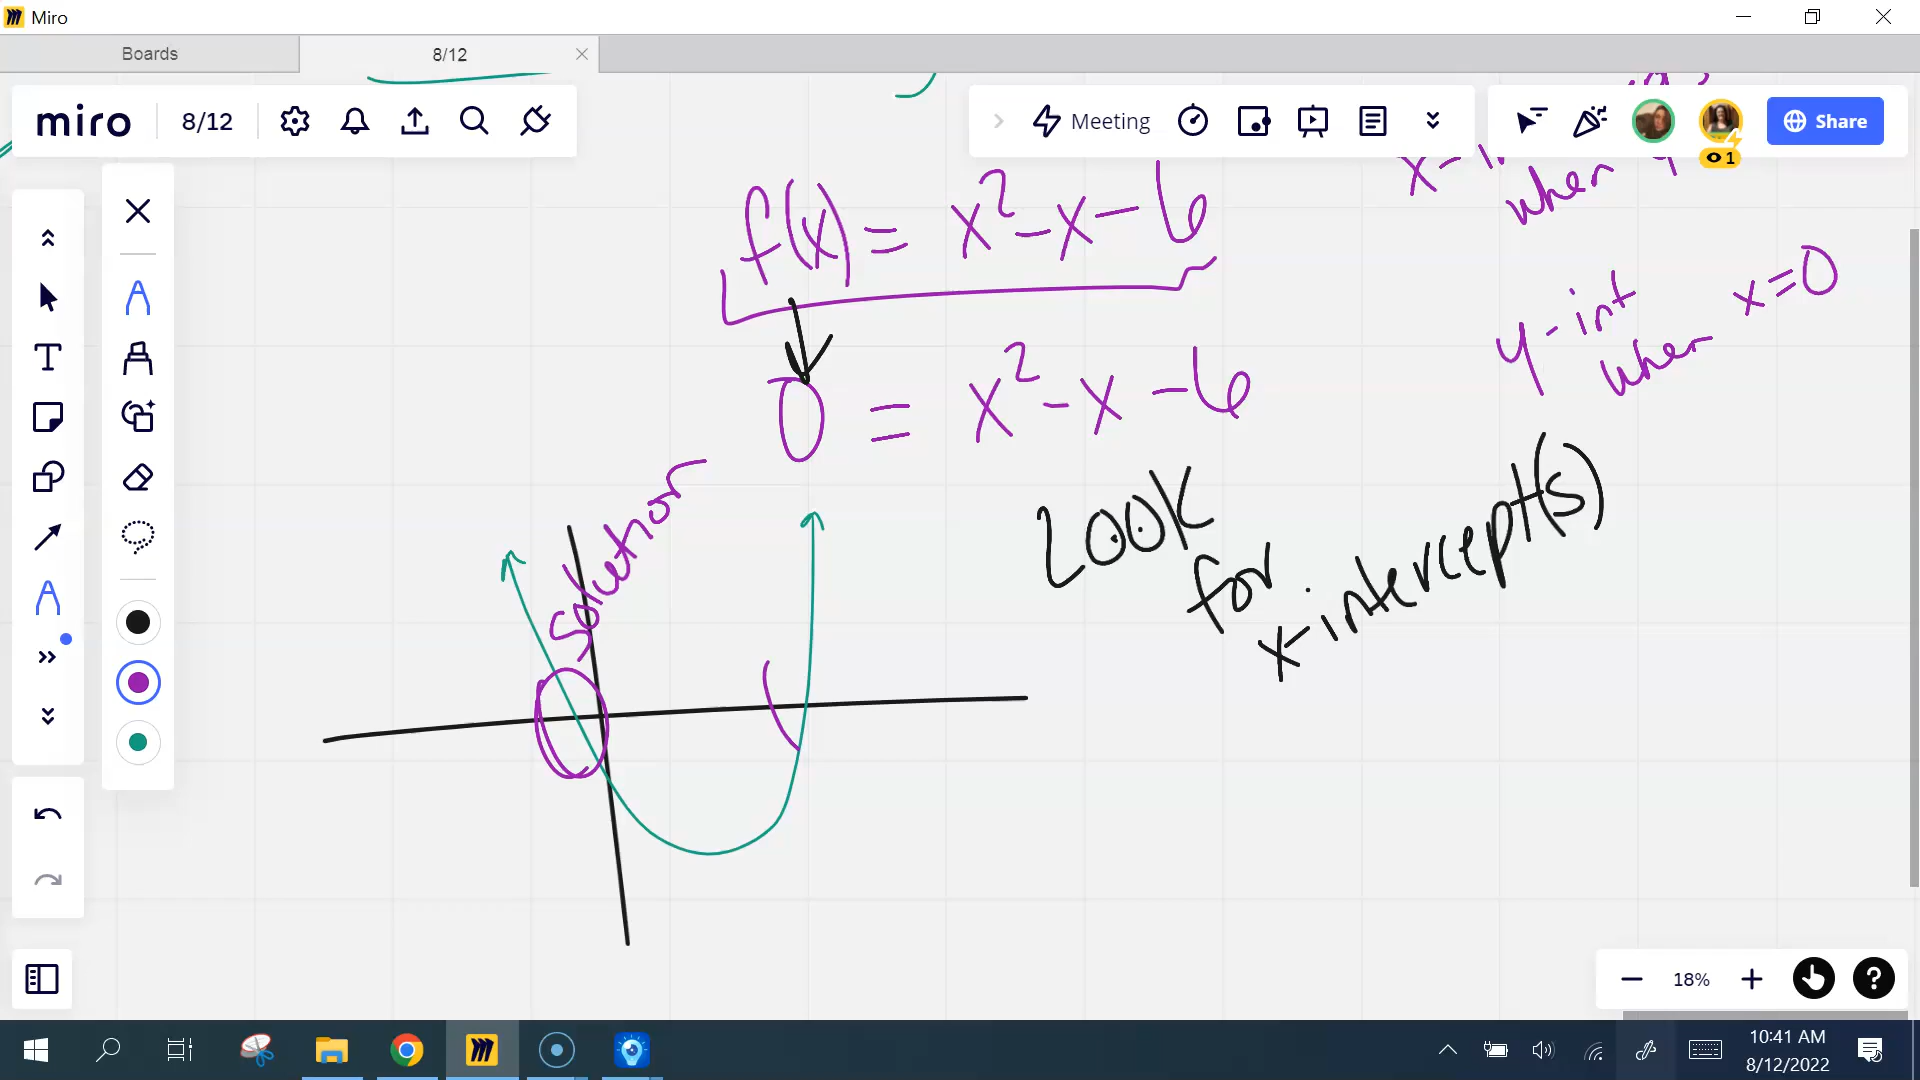 Miro
Boards
8/12
miro
8/12
Meeting
Share
1
when
f(x) = x² - x - 6
y-int
when x=0
0 = x² - x - 6
solution
look
for
x-intercept(s)
18%
10:41 AM
8/12/2022